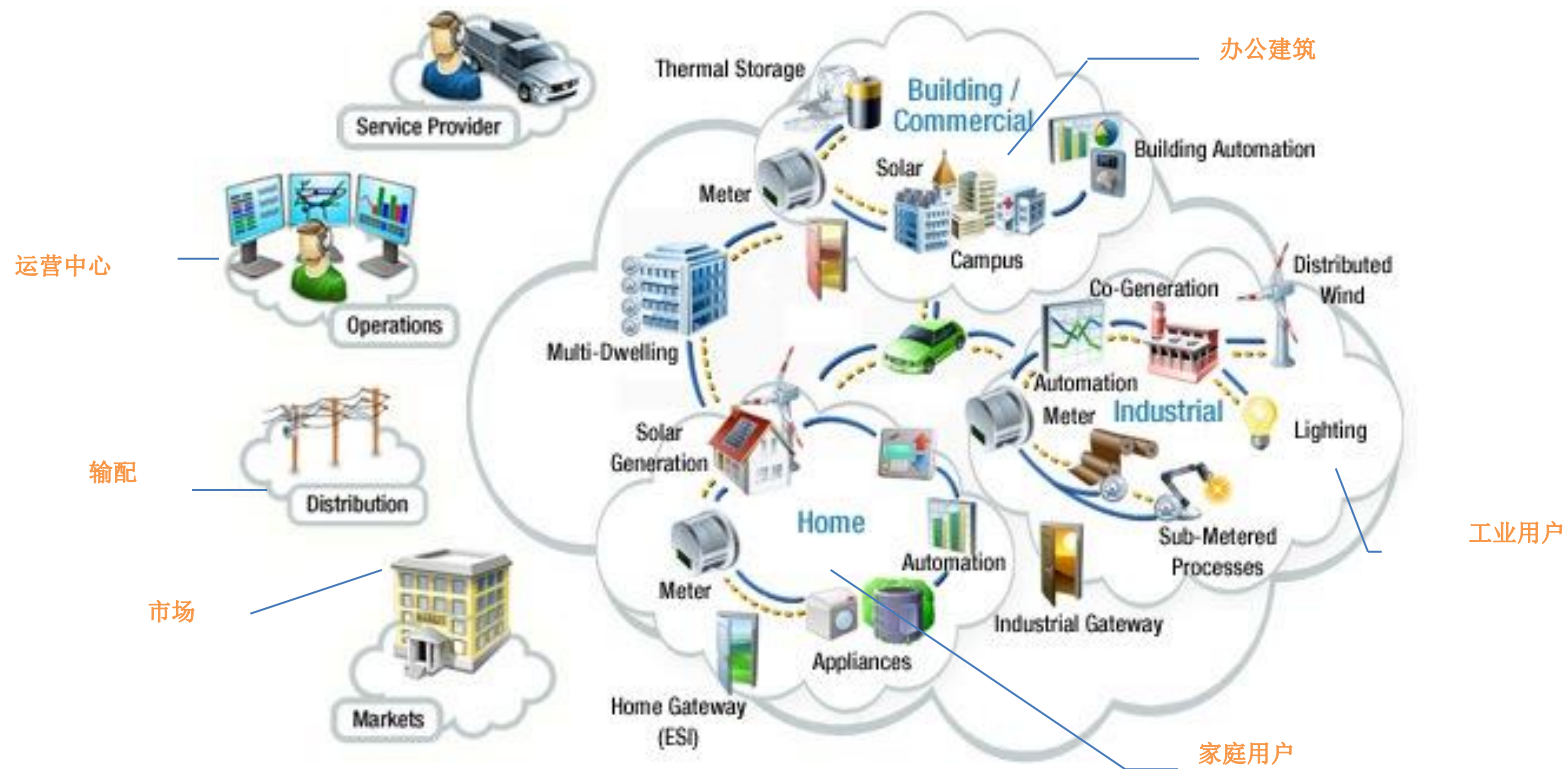 办公建筑
Thermal Storage
Building /
Commercial
Service Provider
Building Automation
Solar
Meter
Campus
运营中心
Operations
Distributed
Wind
Co-Generation
Multi-Dwelling
Automation
Meter
Industrial
Lighting
Solar
Generation
输配
Distribution
Home
工业用户
Sub-Metered
Processes
Automation
Meter
市场
Industrial Gateway
Appliances
Markets
Home Gateway
(ESI)
家庭用户